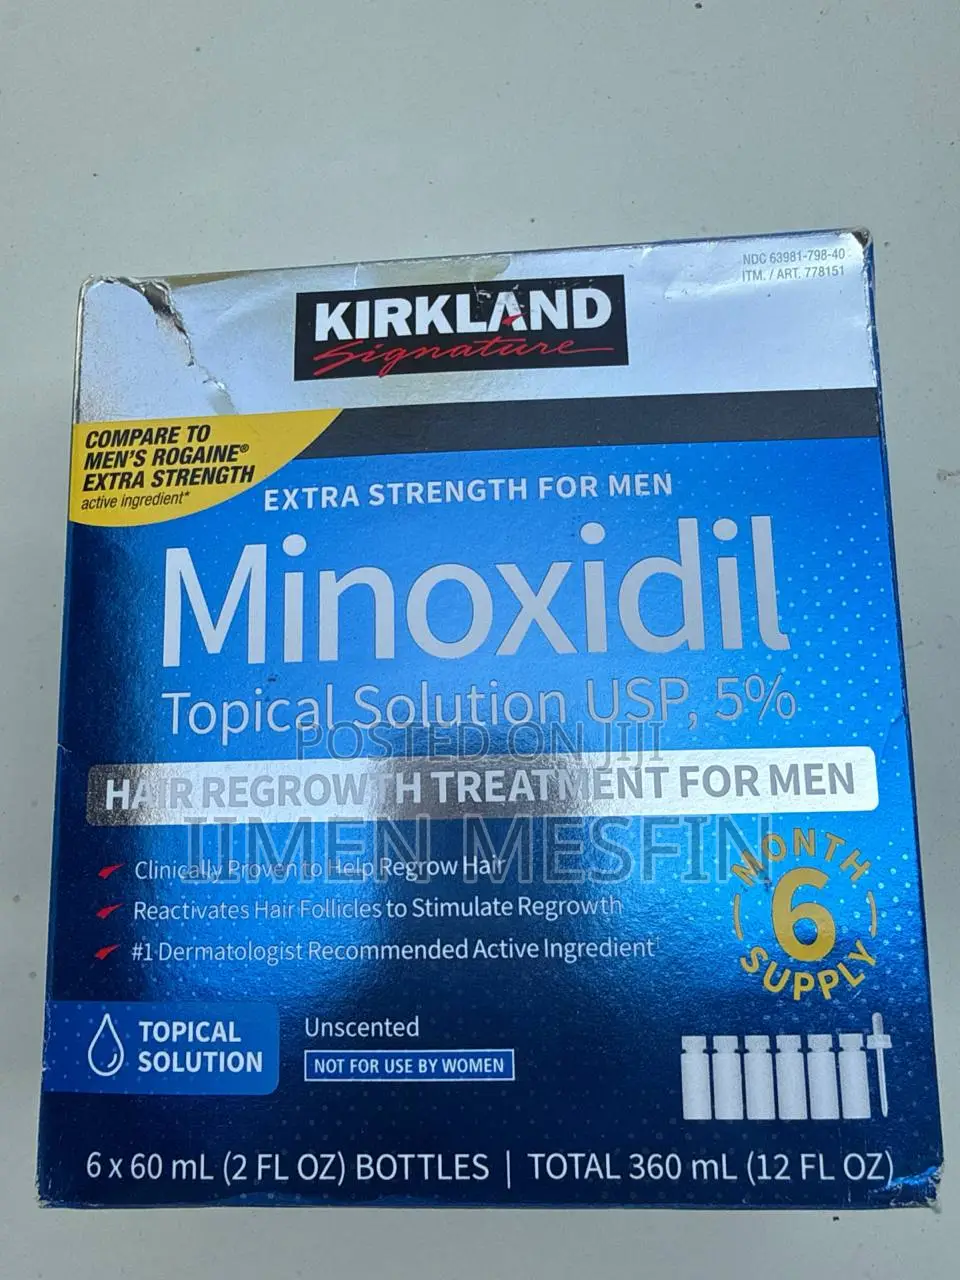 NDC 63981-798-40
ITM. / ART. 778151
KIRKLAND
Signature
COMPARE TO
MEN'S ROGAINE®
EXTRA STRENGTH
active ingredient*
EXTRA STRENGTH FOR MEN
Minoxidil
Topical Solution USP, 5%
POSTED ON JIJI
HAIR REGROWTH TREATMENT FOR MEN
IIMEN MESFIN
Clinically Proven to Help Regrow Hair
Reactivates Hair Follicles to Stimulate Regrowth
#1 Dermatologist Recommended Active Ingredient†
MONTH
6
SUPPLY
TOPICAL
SOLUTION
Unscented
NOT FOR USE BY WOMEN
6 x 60 mL (2 FL OZ) BOTTLES | TOTAL 360 mL (12 FL OZ)